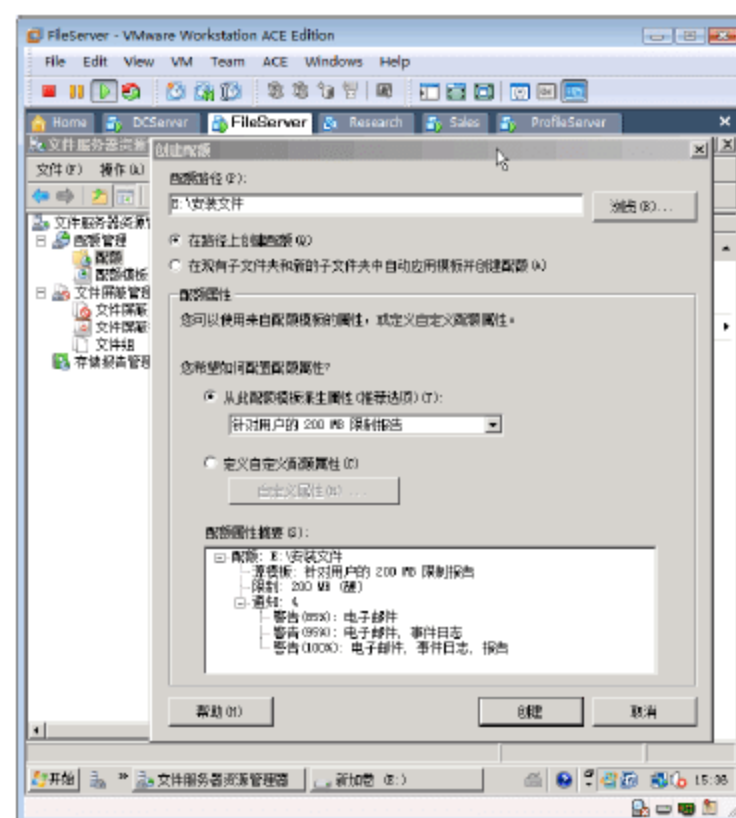 FileServer - VMware Workstation ACE Edition
File Edit View VM Team ACE Windows Help
Home DCServer FileServer Research Sales ProfileServer
文件服务器资源
创建配额
文件(F) 操作(A)
配额路径(P):
E:\安装文件
浏览(B)...
文件服务器资源
在路径上创建配额(Q)
配额管理
配额
在现有子文件夹和新的子文件夹中自动应用模板并创建配额(A)
配额模板
文件屏蔽管理
配额属性
文件屏蔽
您可以使用来自配额模板的属性,或定义自定义配额属性。
文件屏蔽
文件组
存储报告管理
您希望如何配置配额属性?
从此配额模板派生属性(推荐选项)(T):
针对用户的 200 MB 限制报告
定义自定义配额属性(C)
自定义属性(U)...
配额属性摘要(S):
配额: E:\安装文件
源模板: 针对用户的 200 MB 限制报告
限制: 200 MB (硬)
通知: 4
警告(85%): 电子邮件
警告(95%): 电子邮件, 事件日志
警告(100%): 电子邮件, 事件日志, 报告
帮助(H) 创建 取消
开始 文件服务器资源管理器 新加卷 (E:) 15:36